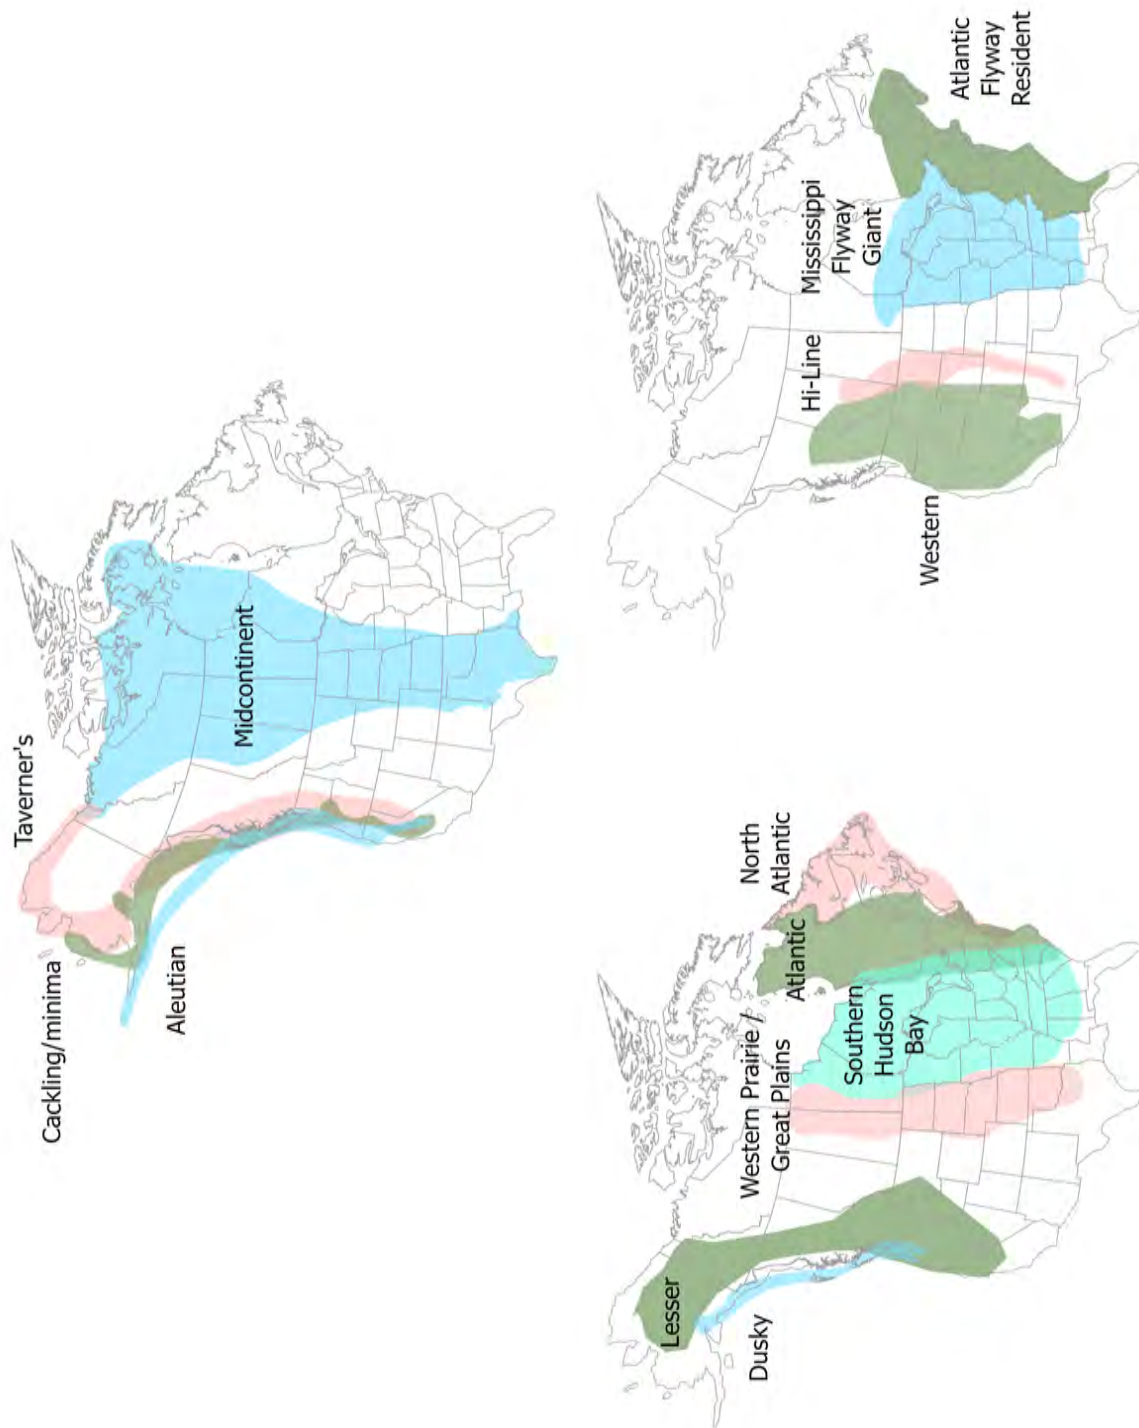 Taverner's
Cackling/minima
Midcontinent
Aleutian
North
Atlantic
Atlantic
Western Prairie /
Great Plains
Southern
Hudson
Bay
Lesser
Dusky
Mississippi
Flyway
Giant
Hi-Line
Western
Atlantic
Flyway
Resident